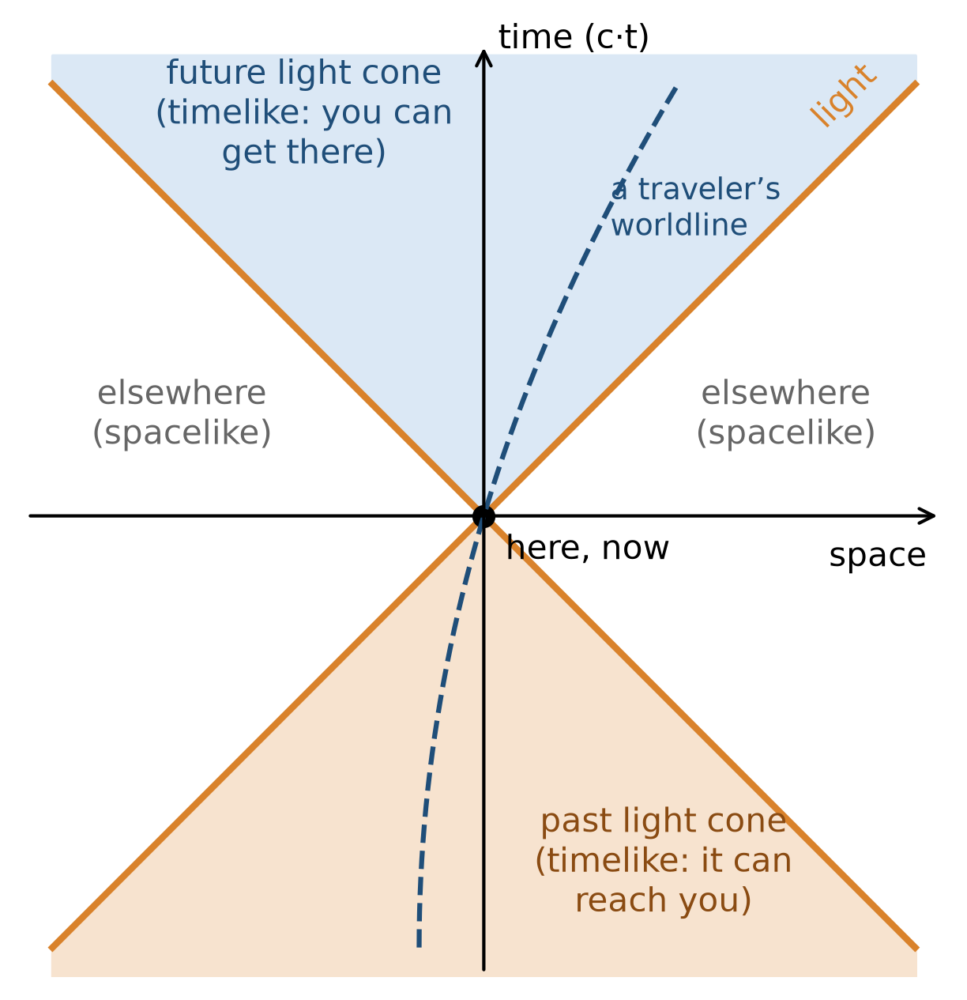 time (c·t)
future light cone
(timelike: you can
get there)
light
a traveler’s
worldline
elsewhere
(spacelike)
elsewhere
(spacelike)
here, now
space
past light cone
(timelike: it can
reach you)